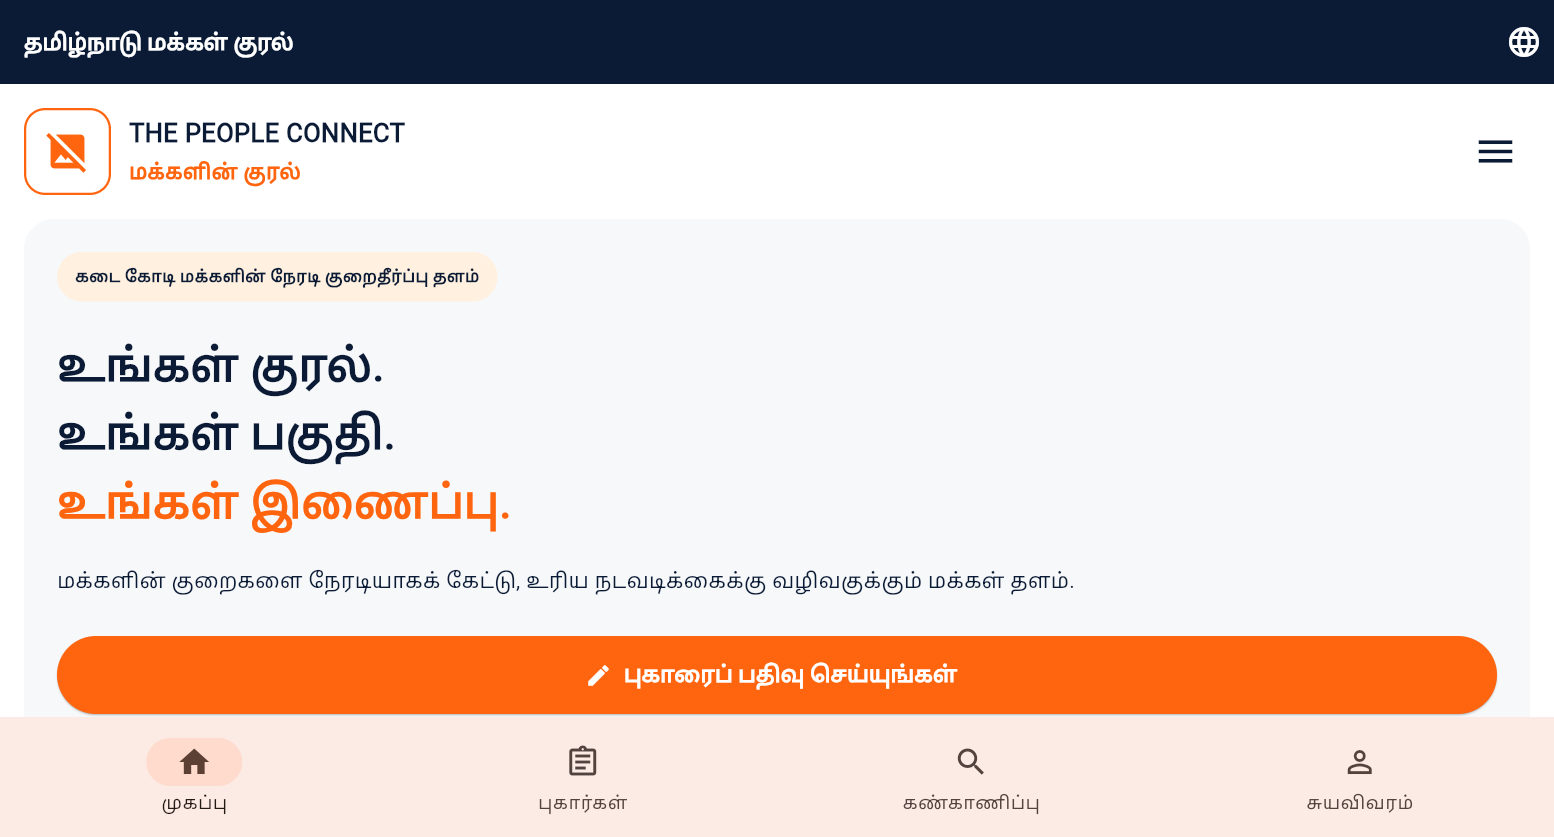 தமிழ்நாடு மக்கள் குரல்
THE PEOPLE CONNECT
மக்களின் குரல்
கடை கோடி மக்களின் நேரடி குறைதீர்ப்பு தளம்
உங்கள் குரல்.
உங்கள் பகுதி.
உங்கள் இணைப்பு.
மக்களின் குறைகளை நேரடியாகக் கேட்டு, உரிய நடவடிக்கைக்கு வழிவகுக்கும் மக்கள் தளம்.
புகாரைப் பதிவு செய்யுங்கள்
முகப்பு
புகார்கள்
கண்காணிப்பு
சுயவிவரம்